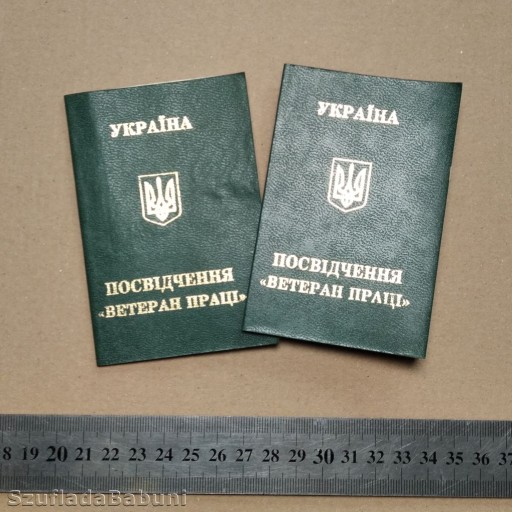 УКРАЇНА
ПОСВІДЧЕННЯ
«ВЕТЕРАН ПРАЦІ»
УКРАЇНА
ПОСВІДЧЕННЯ
«ВЕТЕРАН ПРАЦІ»
8 19 20 21 22 23 24 25 26 27 28 29 30 31 32 33 34 35 36 37
SzufladaBabuni